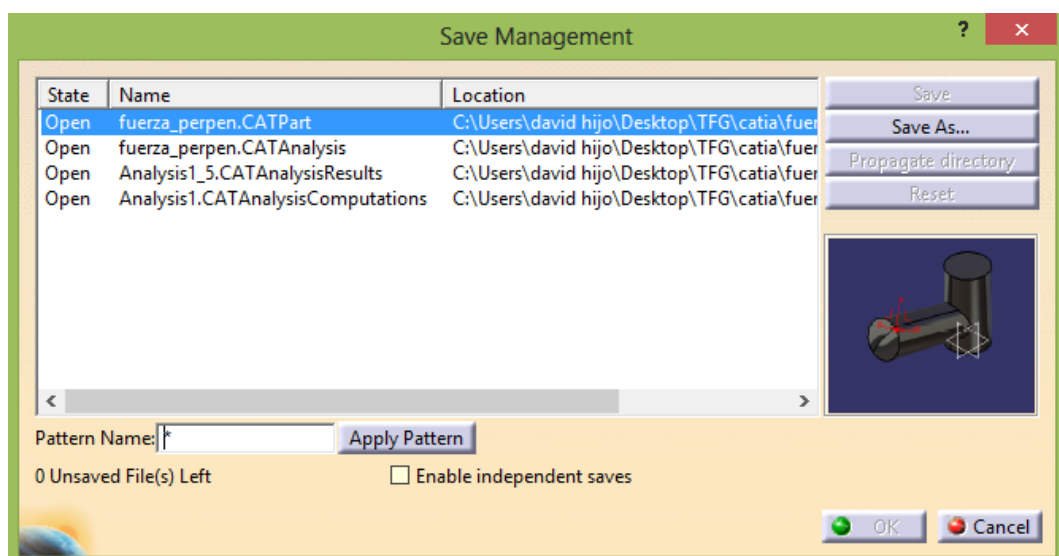 Save Management
?
×
State Name Location
Open fuerza_perpen.CATPart C:\Users\david hijo\Desktop\TFG\catia\fuer
Open fuerza_perpen.CATAnalysis C:\Users\david hijo\Desktop\TFG\catia\fuer
Open Analysis1_5.CATAnalysisResults C:\Users\david hijo\Desktop\TFG\catia\fuer
Open Analysis1.CATAnalysisComputations C:\Users\david hijo\Desktop\TFG\catia\fuer
Save
Save As...
Propagate directory
Reset
Pattern Name: * Apply Pattern
0 Unsaved File(s) Left Enable independent saves
OK Cancel